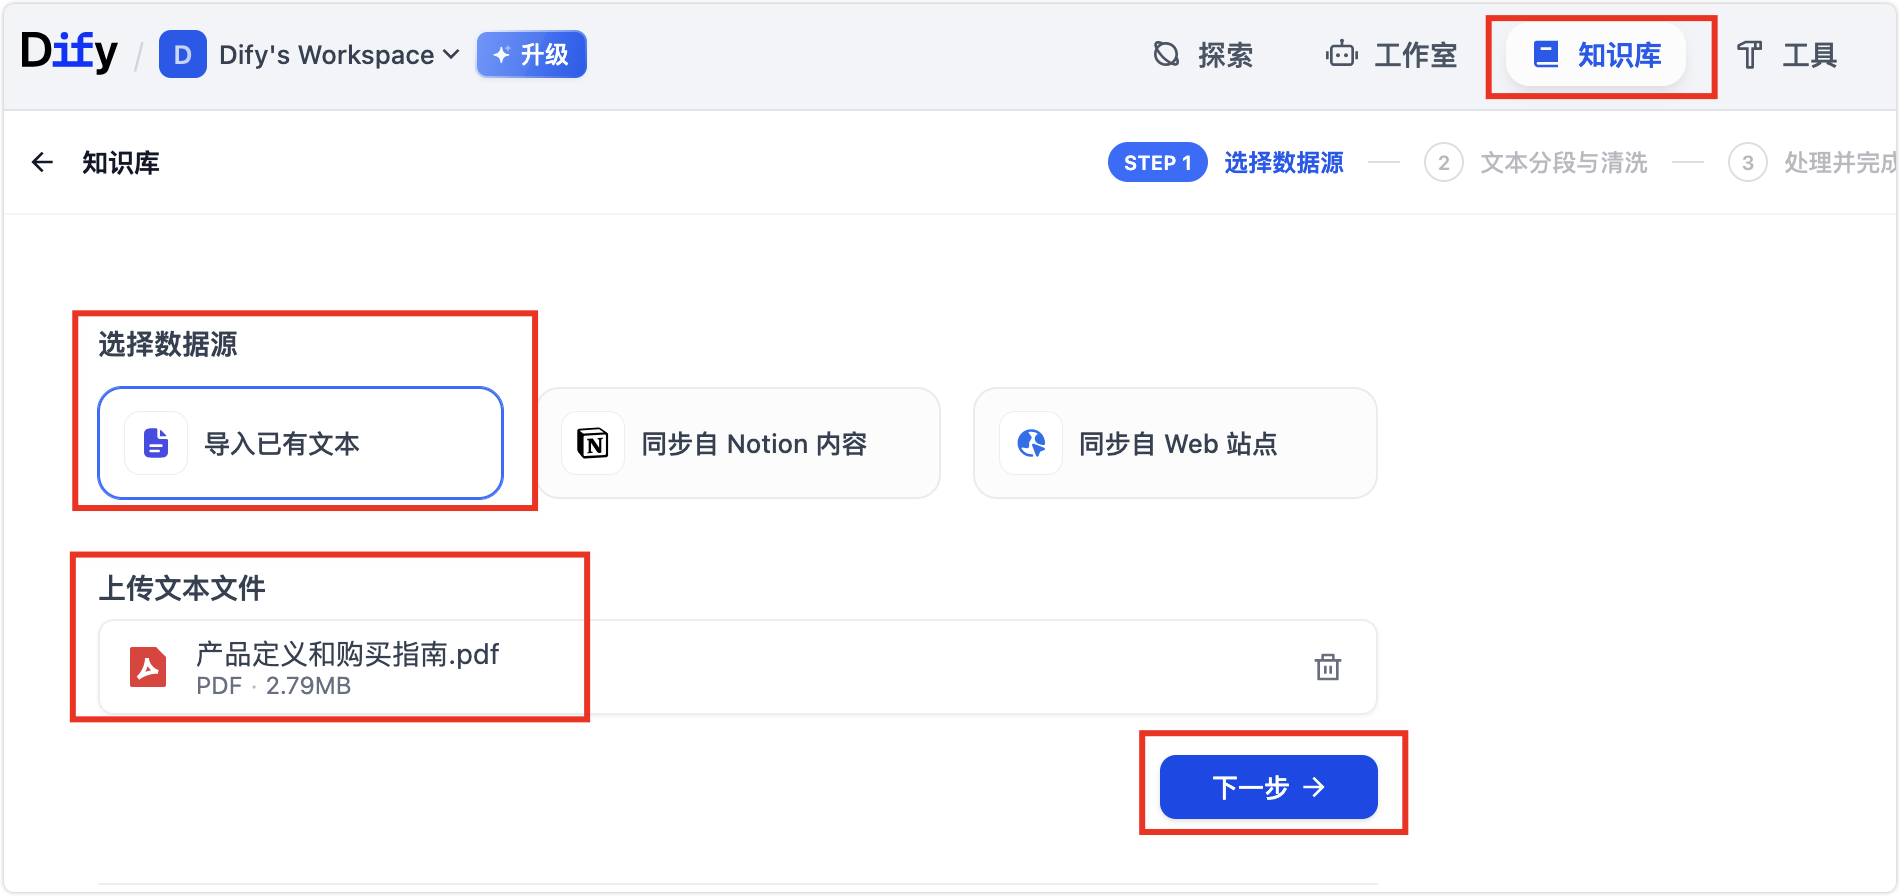 Dify / D Dify's Workspace 升级 探索 工作室 知识库 工具
知识库 STEP 1 选择数据源 2 文本分段与清洗 3 处理并完成
选择数据源
导入已有文本 同步自 Notion 内容 同步自 Web 站点
上传文本文件
产品定义和购买指南.pdf
PDF · 2.79MB
下一步 →